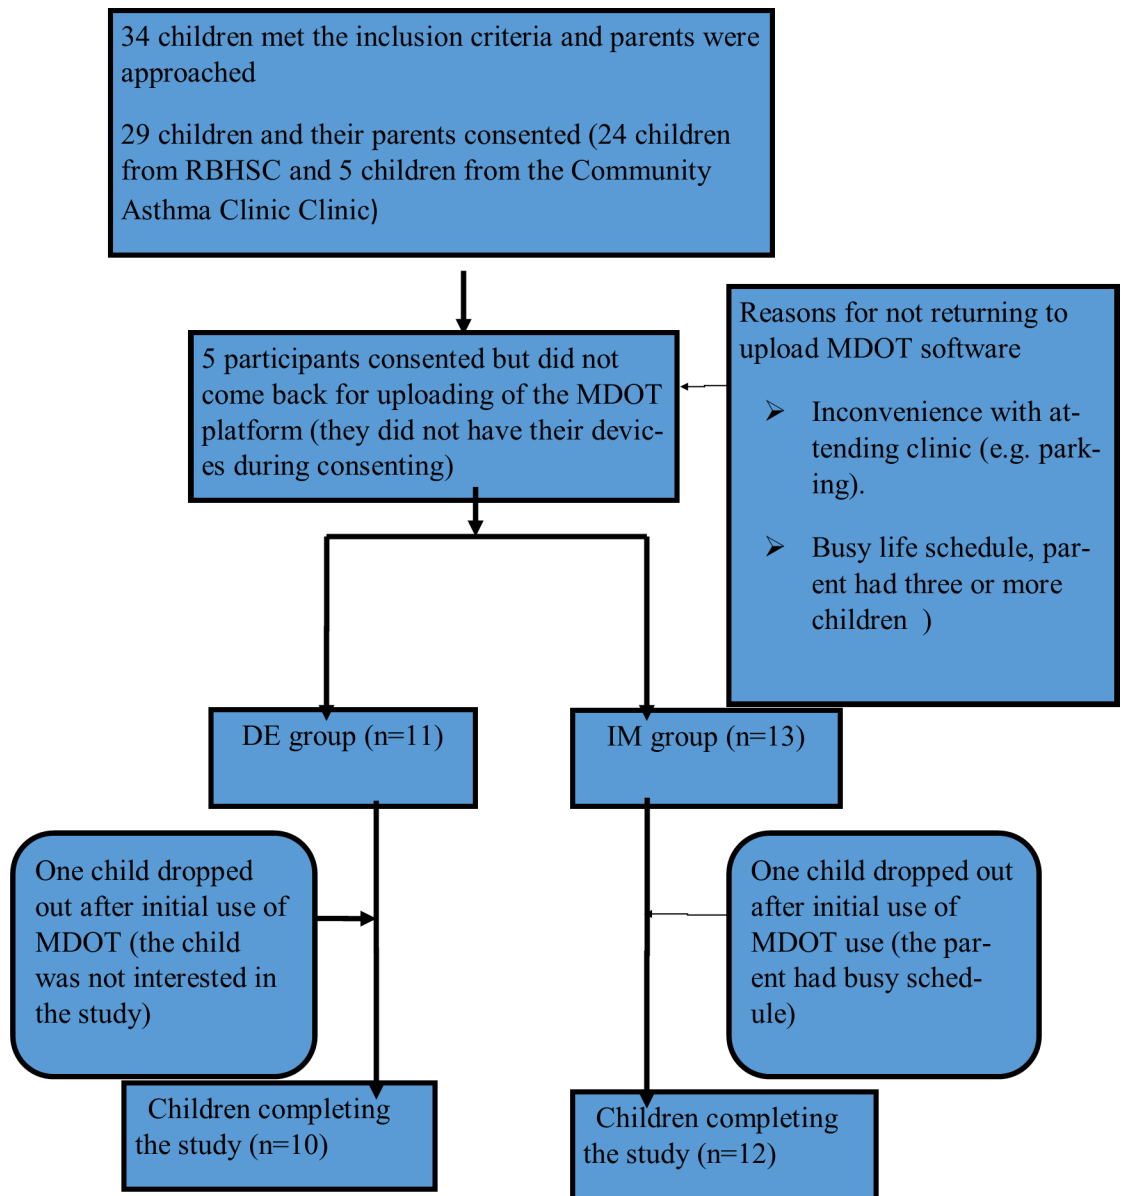 34 children met the inclusion criteria and parents were
approached
29 children and their parents consented (24 children
from RBHSC and 5 children from the Community
Asthma Clinic Clinic)
5 participants consented but did not
come back for uploading of the MDOT
platform (they did not have their devic-
es during consenting)
Reasons for not returning to
upload MDOT software
➢ Inconvenience with at-
tending clinic (e.g. park-
ing).
➢ Busy life schedule, par-
ent had three or more
children )
DE group (n=11)
IM group (n=13)
One child dropped
out after initial use of
MDOT (the child
was not interested in
the study)
One child dropped out
after initial use of
MDOT use (the par-
ent had busy sched-
ule)
Children completing
the study (n=10)
Children completing
the study (n=12)